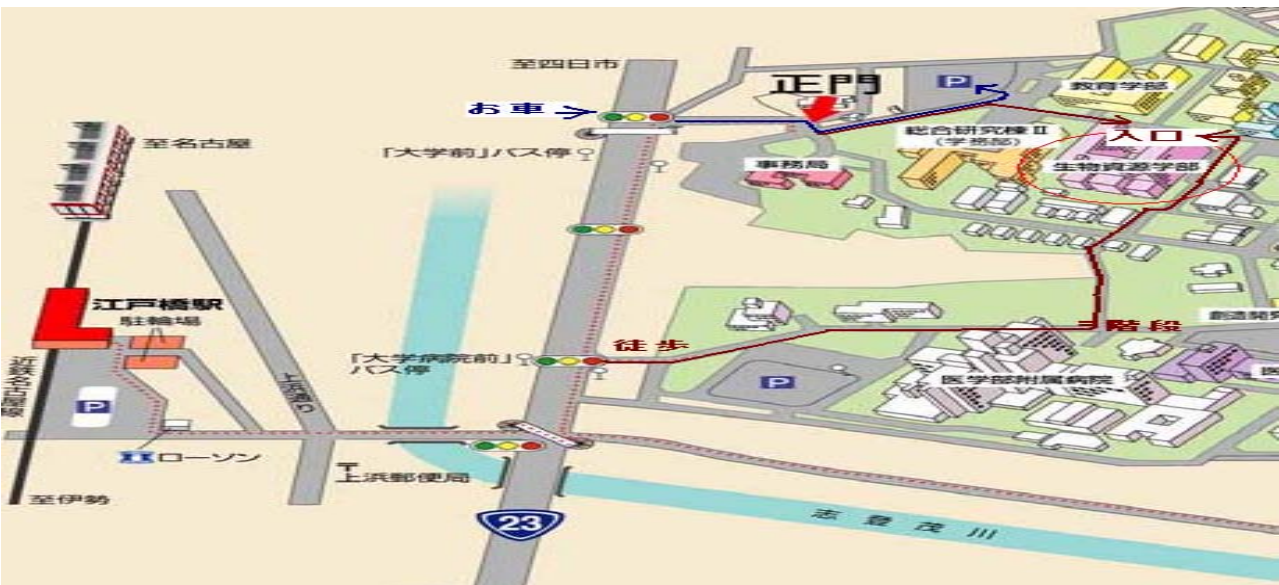 至四日市
正門
P
お車
教育学部
至名古屋
「大学前」バス停
総合研究棟Ⅱ
(学務部)
入口
事務局
生物資源学部
江戸橋駅
駐輪場
徒歩
階段
「大学病院前」
バス停
P
医学部附属病院
P
ローソン
上浜郵便局
至伊勢
23
志登茂川